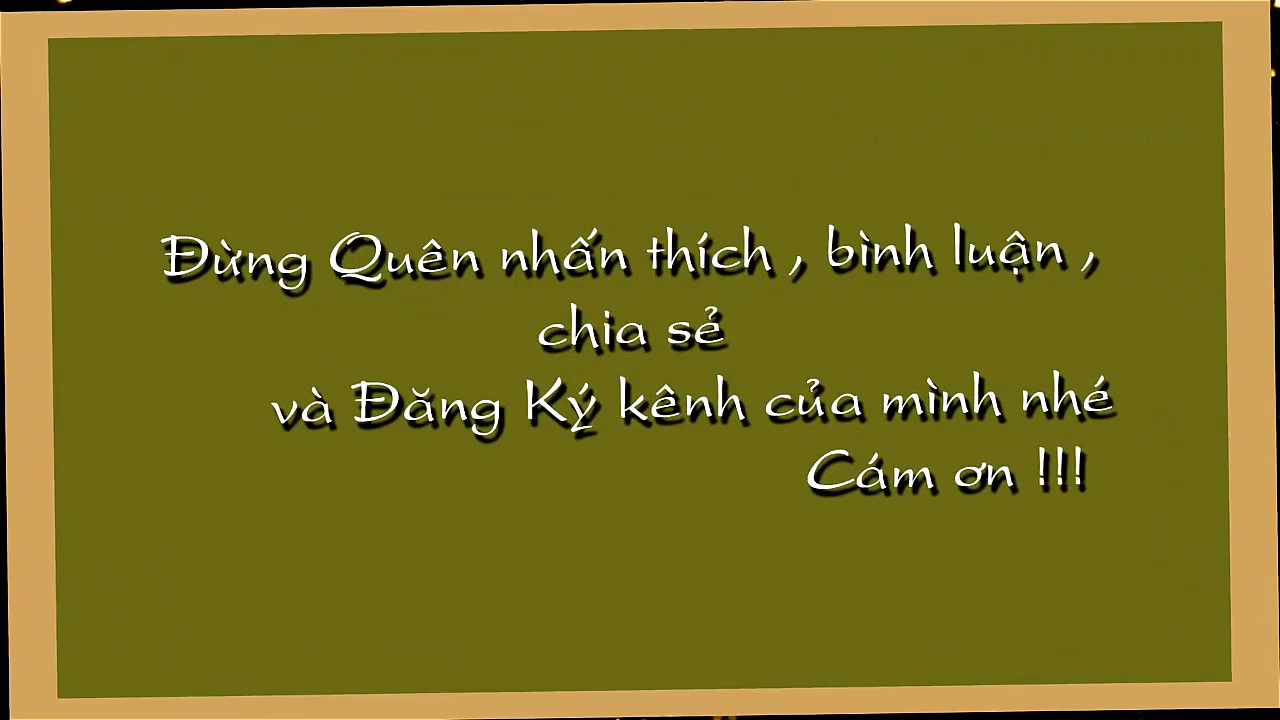 Đừng Quên nhấn thích , bình luận ,
chia sẻ
và Đăng Ký kênh của mình nhé
Cám ơn !!!